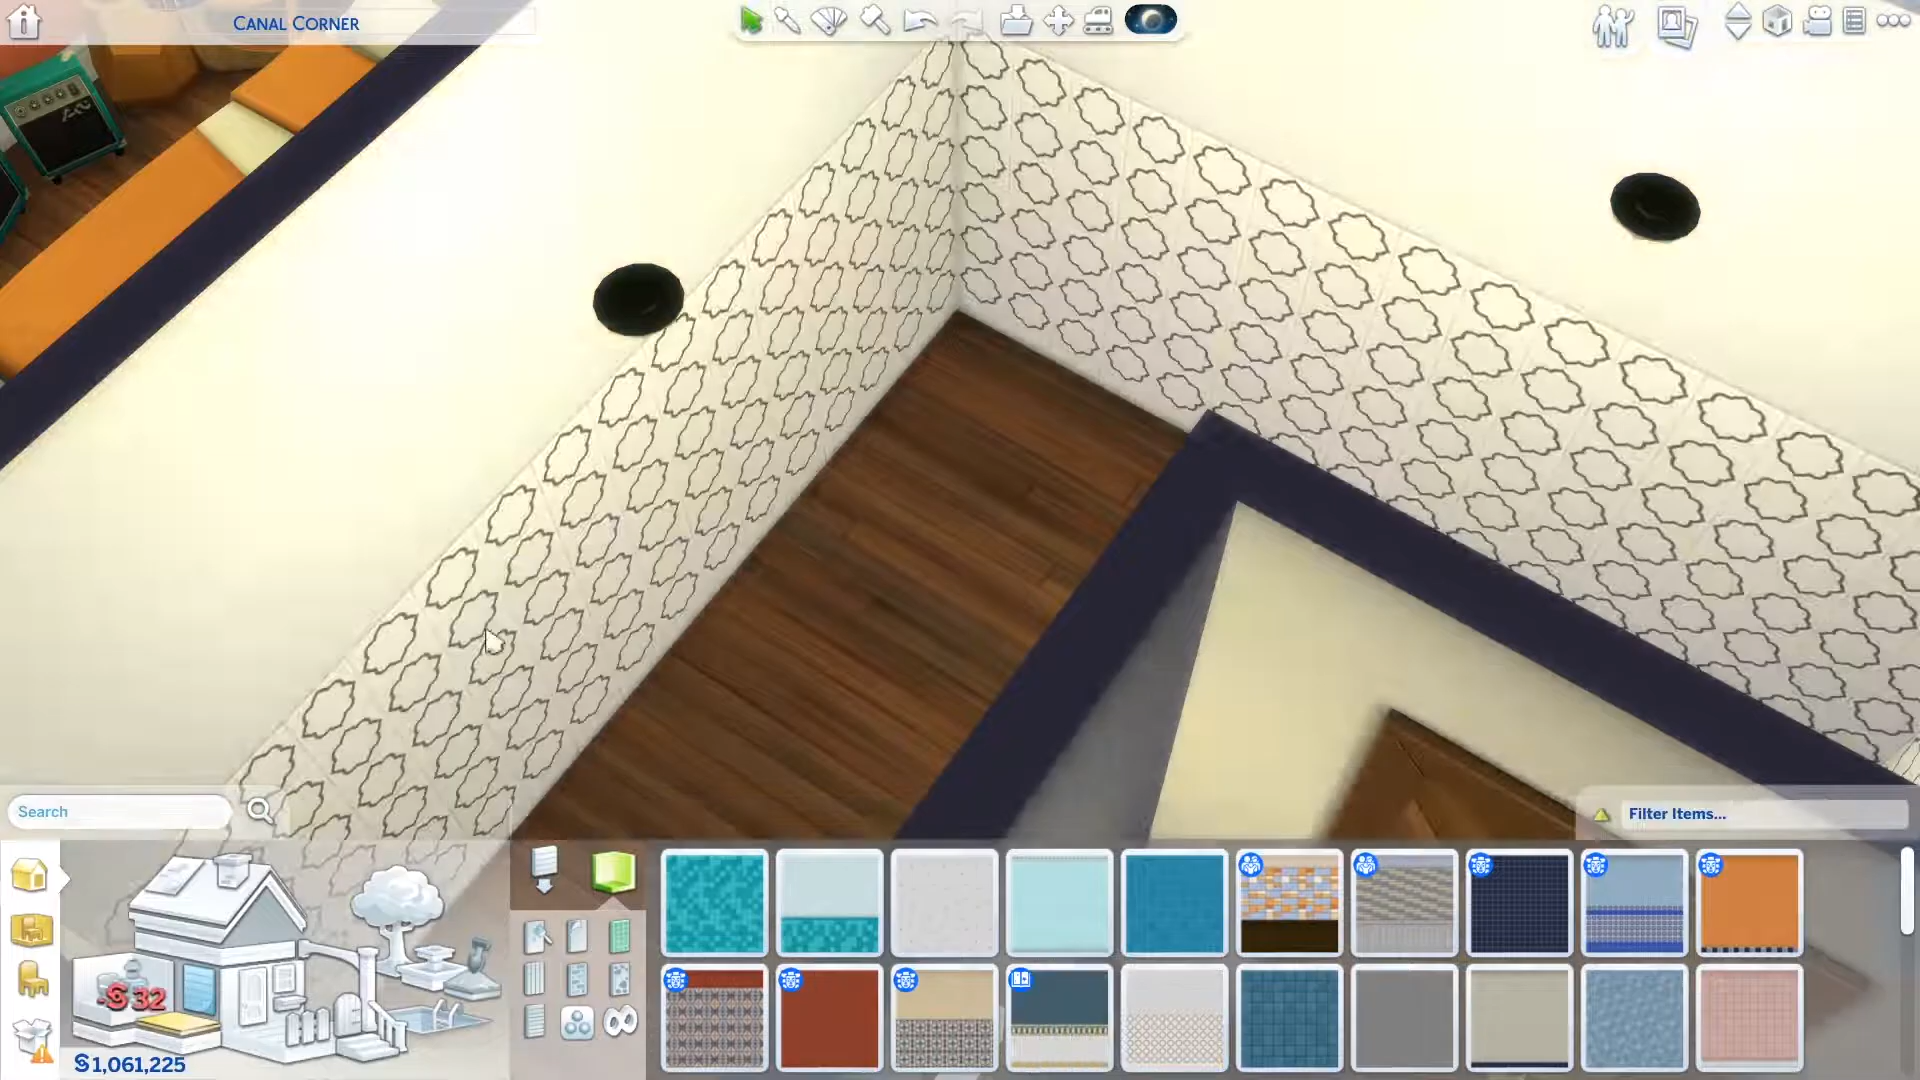 CANAL CORNER
Search
Filter Items...
-§32
§1,061,225